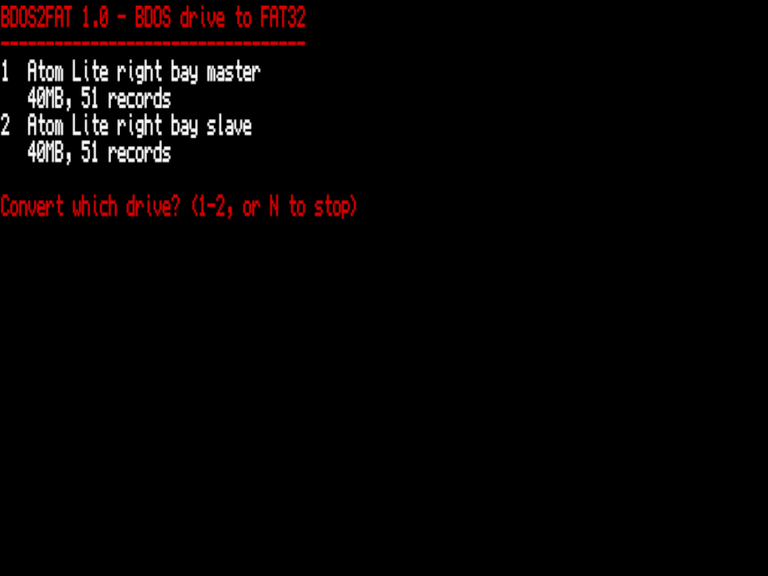 BDOS2FAT 1.0 - BDOS drive to FAT32
----------------------------------
1  Atom Lite right bay master
   40MB, 51 records
2  Atom Lite right bay slave
   40MB, 51 records
Convert which drive? (1-2, or N to stop)